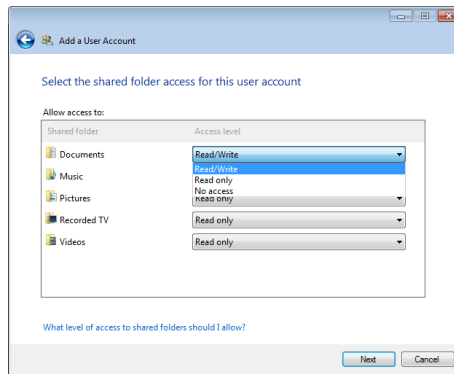 Add a User Account
Select the shared folder access for this user account
Allow access to:
Shared folder Access level
Documents Read/Write
Read/Write
Music Read only
No access
Pictures Read only
Recorded TV Read only
Videos Read only
What level of access to shared folders should I allow?
Next Cancel